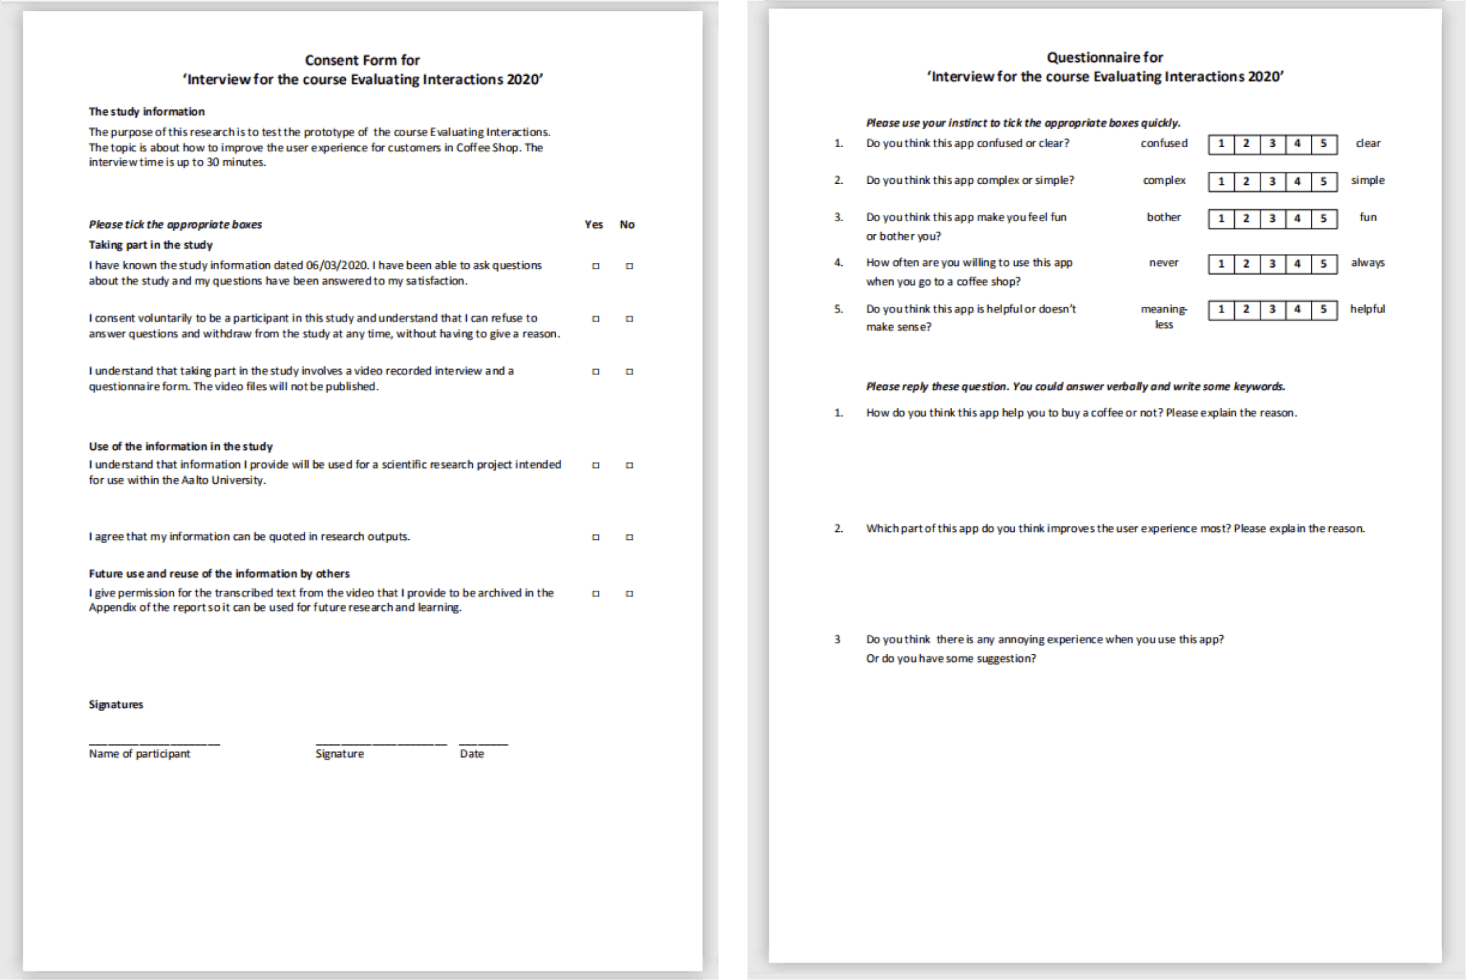 Consent Form for
‘Interview for the course Evaluating Interactions 2020’
The study information
The purpose of this research is to test the prototype of the course Evaluating Interactions.
The topic is about how to improve the user experience for customers in Coffee Shop. The
interview time is up to 30 minutes.
Please tick the appropriate boxes Yes No
Taking part in the study
I have known the study information dated 06/03/2020. I have been able to ask questions
about the study and my questions have been answered to my satisfaction.
I consent voluntarily to be a participant in this study and understand that I can refuse to
answer questions and withdraw from the study at any time, without having to give a reason.
I understand that taking part in the study involves a video recorded interview and a
questionnaire form. The video files will not be published.
Use of the information in the study
I understand that information I provide will be used for a scientific research project intended
for use within the Aalto University.
I agree that my information can be quoted in research outputs.
Future use and reuse of the information by others
I give permission for the transcribed text from the video that I provide to be archived in the
Appendix of the report so it can be used for future research and learning.
Signatures
Name of participant Signature Date
Questionnaire for
‘Interview for the course Evaluating Interactions 2020’
Please use your instinct to tick the appropriate boxes quickly.
1. Do you think this app confused or clear? confused 1 2 3 4 5 clear
2. Do you think this app complex or simple? complex 1 2 3 4 5 simple
3. Do you think this app make you feel fun bother 1 2 3 4 5 fun
or bother you?
4. How often are you willing to use this app never 1 2 3 4 5 always
when you go to a coffee shop?
5. Do you think this app is helpful or doesn’t meaning- 1 2 3 4 5 helpful
make sense? less
Please reply these question. You could answer verbally and write some keywords.
1. How do you think this app help you to buy a coffee or not? Please explain the reason.
2. Which part of this app do you think improves the user experience most? Please explain the reason.
3 Do you think there is any annoying experience when you use this app?
Or do you have some suggestion?